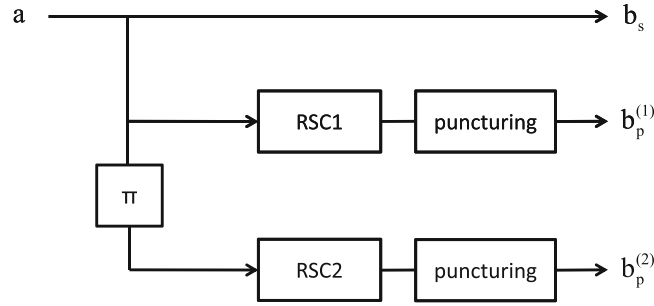 a b_s
RSC1 puncturing b_p^(1)
π
RSC2 puncturing b_p^(2)